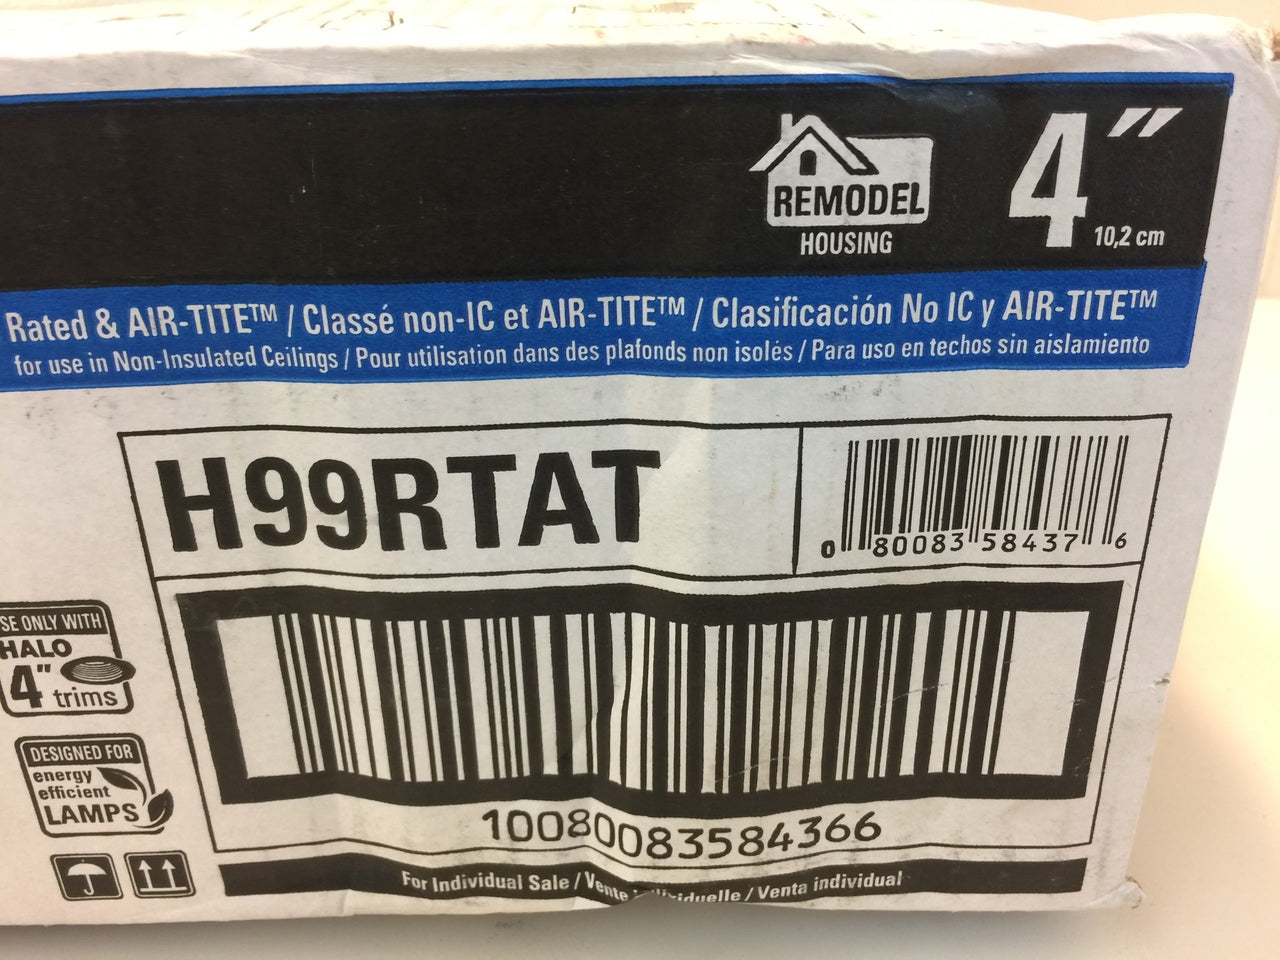 REMODEL
HOUSING
4"
10,2 cm
Rated & AIR-TITE™ / Classé non-IC et AIR-TITE™ / Clasificación No IC y AIR-TITE™
for use in Non-Insulated Ceilings / Pour utilisation dans des plafonds non isolés / Para uso en techos sin aislamiento
H99RTAT
0 80083 58437 6
SE ONLY WITH
HALO
4"
trims
DESIGNED FOR
energy
efficient
LAMPS
10080083584366
For Individual Sale / Vente individuelle / Venta individual